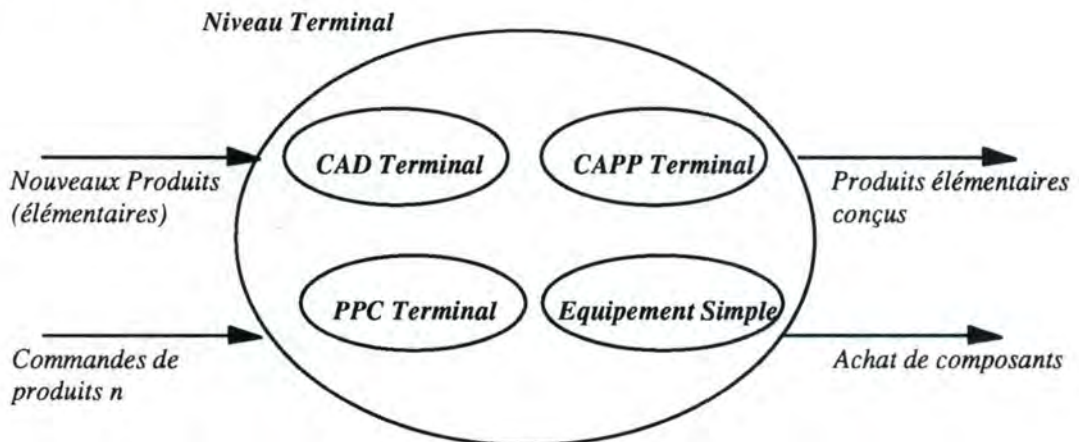 Niveau Terminal
CAD Terminal
CAPP Terminal
Nouveaux Produits
(élémentaires)
Produits élémentaires
conçus
PPC Terminal
Equipement Simple
Commandes de
produits n
Achat de composants